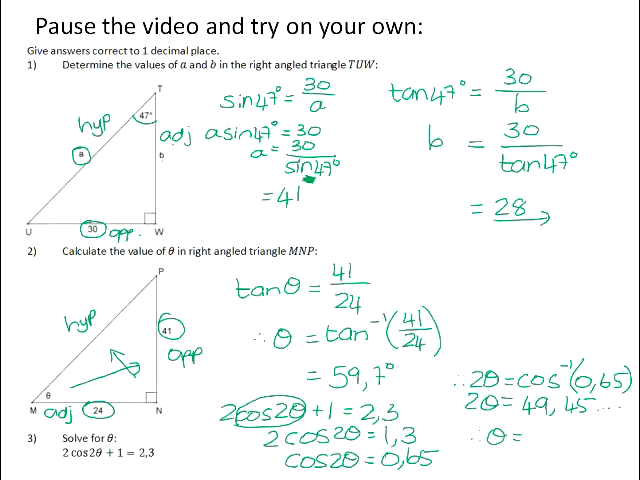 Pause the video and try on your own:
Give answers correct to 1 decimal place.
1) Determine the values of a and b in the right angled triangle TUW:
T
47°
hyp
adj
a
b
U
30
opp.
W
sin47° = 30/a
asin47° = 30
a = 30/sin47°
= 41
tan47° = 30/b
b = 30/tan47°
= 28
2) Calculate the value of θ in right angled triangle MNP:
P
hyp
41
opp
θ
M
adj
24
N
tanθ = 41/24
∴ θ = tan⁻¹(41/24)
= 59,7°
3) Solve for θ:
2 cos 2θ + 1 = 2,3
2cos2θ + 1 = 2,3
2cos2θ = 1,3
cos2θ = 0,65
∴ 2θ = cos⁻¹(0,65)
2θ = 49,45....
∴ θ =